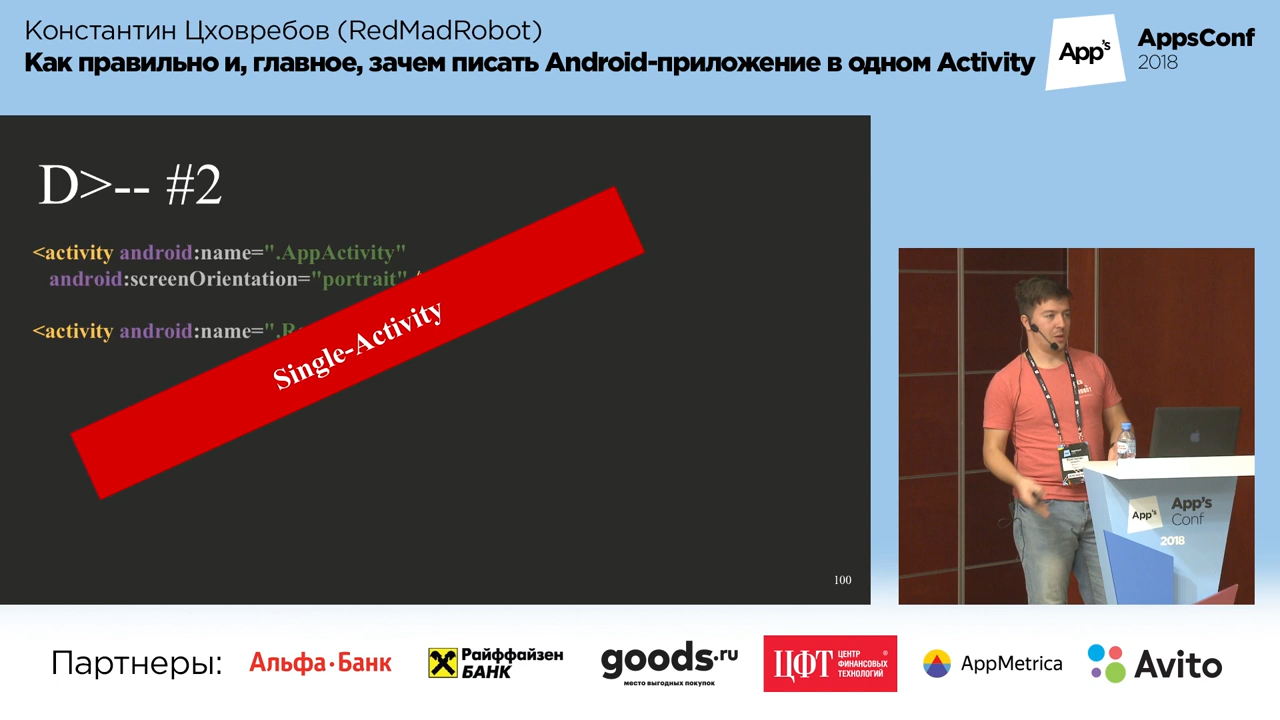 Константин Цховребов (RedMadRobot)
Как правильно и, главное, зачем писать Android-приложение в одном Activity
App's
AppsConf
2018
D>-- #2
<activity android:name=".AppActivity"
android:screenOrientation="portrait"
<activity android:name=".R
Single-Activity
100
App's
App's
Conf
2018
Партнеры:
Альфа·Банк
Райффайзен
БАНК
goods.ru
место выгодных покупок
ЦФТ
ЦЕНТР
ФИНАНСОВЫХ
ТЕХНОЛОГИЙ
AppMetrica
Avito